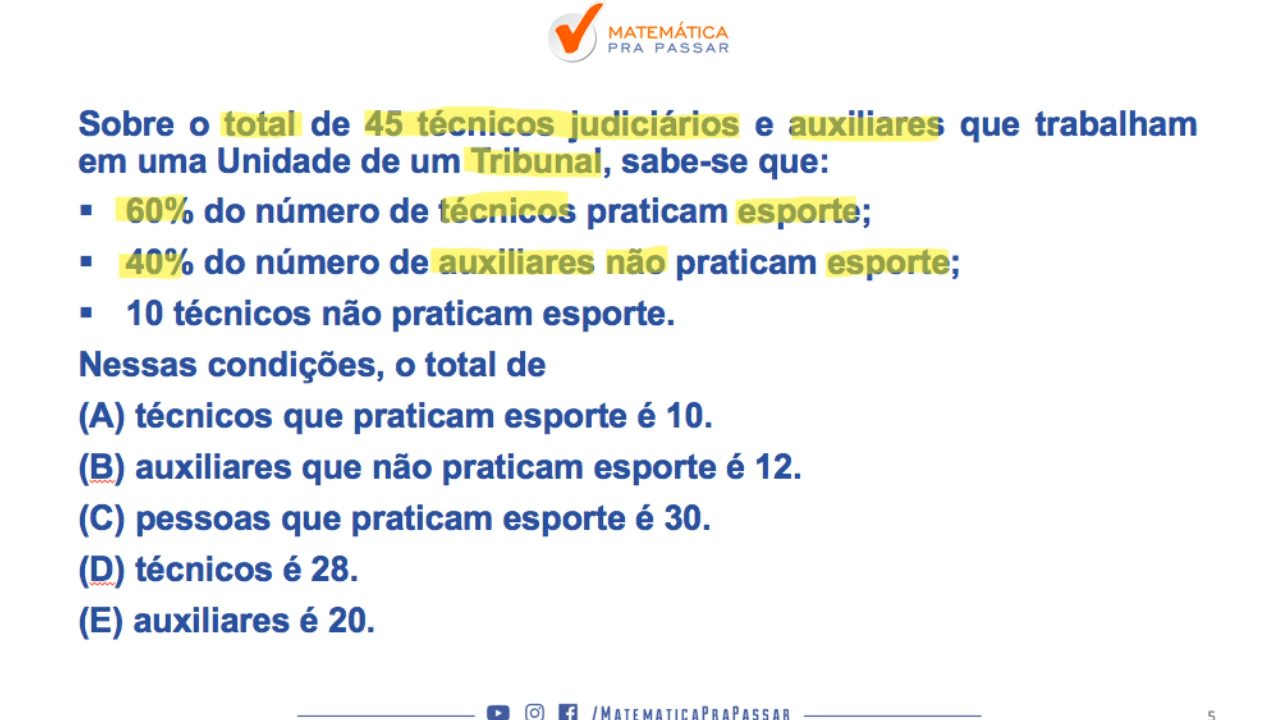 MATEMÁTICA
PRA PASSAR
Sobre o total de 45 técnicos judiciários e auxiliares que trabalham
em uma Unidade de um Tribunal, sabe-se que:
▪ 60% do número de técnicos praticam esporte;
▪ 40% do número de auxiliares não praticam esporte;
▪ 10 técnicos não praticam esporte.
Nessas condições, o total de
(A) técnicos que praticam esporte é 10.
(B) auxiliares que não praticam esporte é 12.
(C) pessoas que praticam esporte é 30.
(D) técnicos é 28.
(E) auxiliares é 20.
/MATEMATICAPRAPASSAR
5